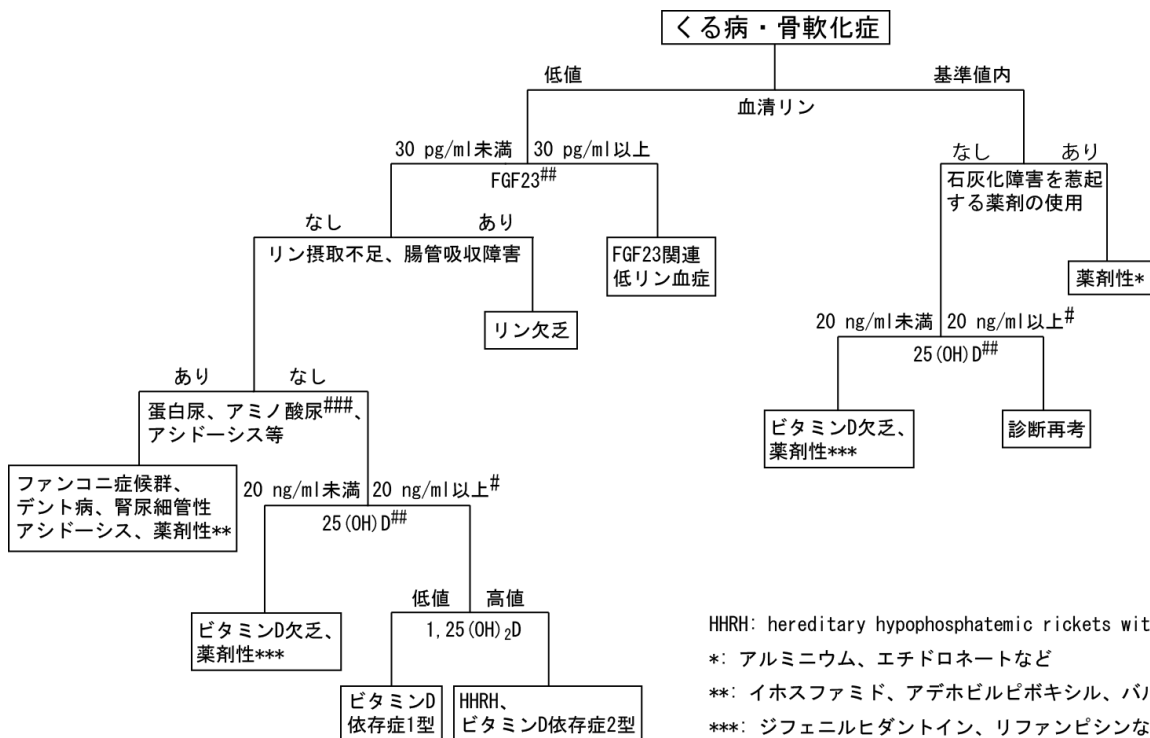 くる病・骨軟化症
低値
基準値内
血清リン
30 pg/ml未満
30 pg/ml以上
FGF23##
なし
あり
石灰化障害を惹起
する薬剤の使用
なし
あり
リン摂取不足、腸管吸収障害
FGF23関連
低リン血症
薬剤性*
リン欠乏
20 ng/ml未満
20 ng/ml以上#
25(OH)D##
あり
なし
蛋白尿、アミノ酸尿###、
アシドーシス等
ビタミンD欠乏、
薬剤性***
診断再考
ファンコニ症候群、
デント病、腎尿細管性
アシドーシス、薬剤性**
20 ng/ml未満
20 ng/ml以上#
25(OH)D##
低値
高値
1,25(OH)₂D
ビタミンD欠乏、
薬剤性***
ビタミンD
依存症1型
HHRH、
ビタミンD依存症2型
HHRH: hereditary hypophosphatemic rickets wit
*: アルミニウム、エチドロネートなど
**: イホスファミド、アデホビルピボキシル、バル
***: ジフェニルヒダントイン、リファンピシンな